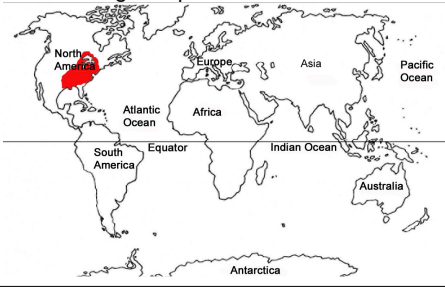 North
America
Europe
Asia
Pacific
Ocean
Atlantic
Ocean
Africa
Equator
Indian Ocean
South
America
Australia
Antarctica